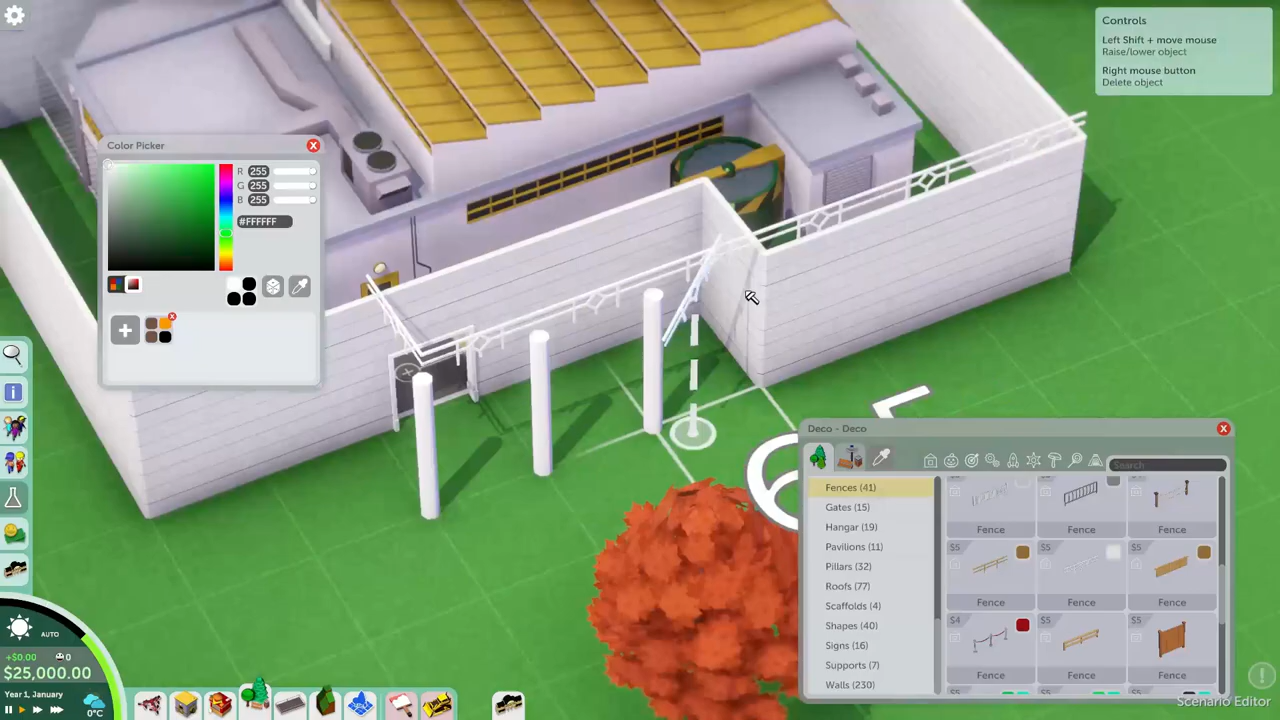 Controls
Left Shift + move mouse
Raise/lower object
Right mouse button
Delete object
Color Picker
R 255
G 255
B 255
#FFFFFF
Deco - Deco
Search
Fences (41)
Gates (15)
Hangar (19)
Pavilions (11)
Pillars (32)
Roofs (77)
Scaffolds (4)
Shapes (40)
Signs (16)
Supports (7)
Walls (230)
Fence Fence Fence
$5 $5 $5
Fence Fence Fence
$4 $5 $5
Fence Fence Fence
$5 $5 $5
AUTO
+$0.00 0
$25,000.00
Year 1, January
0°C
Scenario Editor